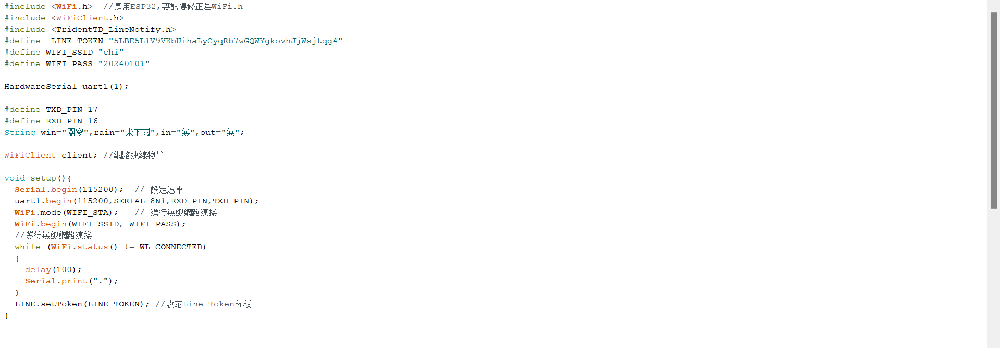 #include <WiFi.h>  //是用ESP32,要記得修正為WiFi.h
#include <WiFiClient.h>
#include <TridentTD_LineNotify.h>
#define  LINE_TOKEN "5LBE5L1V9VKbUihaLyCyqRb7wGQWYgkovhJjWsjtqg4"
#define WIFI_SSID "chi"
#define WIFI_PASS "20240101"
HardwareSerial uart1(1);
#define TXD_PIN 17
#define RXD_PIN 16
String win="關窗",rain="未下雨",in="無",out="無";
WiFiClient client; //網路連線物件
void setup(){
  Serial.begin(115200);  // 設定速率
  uart1.begin(115200,SERIAL_8N1,RXD_PIN,TXD_PIN);
  WiFi.mode(WIFI_STA);   // 進行無線網路連接
  WiFi.begin(WIFI_SSID, WIFI_PASS);
  //等待無線網路連接
  while (WiFi.status() != WL_CONNECTED)
  {
    delay(100);
    Serial.print(".");
  }
  LINE.setToken(LINE_TOKEN); //設定Line Token權杖
}